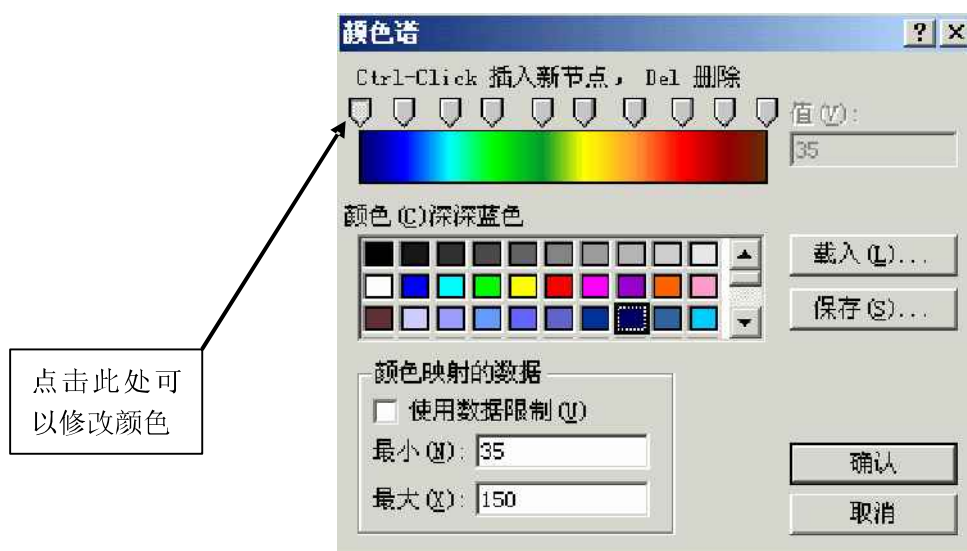 颜色谱
Ctrl-Click 插入新节点， Del 删除
值(V):
35
颜色(C)深深蓝色
载入(L)...
保存(S)...
点击此处可
以修改颜色
颜色映射的数据
使用数据限制(U)
最小(N): 35
最大(X): 150
确认
取消